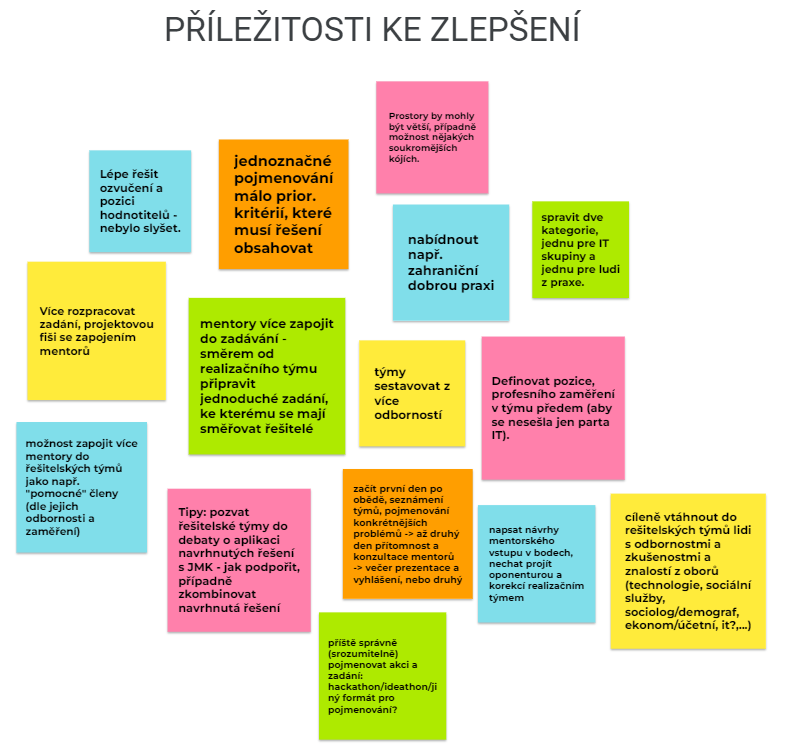 PŘÍLEŽITOSTI KE ZLEPŠENÍ
Prostory by mohly
být větší, případně
možnost nějakých
soukromějších
kójích.
Lépe řešit
ozvučení a
pozici
hodnotitelů -
nebylo slyšet.
jednoznačné
pojmenování
málo prior.
kritérií, které
musí řešení
obsahovat
nabídnout
např.
zahraniční
dobrou praxi
spravit dve
kategorie,
jednu pre IT
skupiny a
jednu pre ludi
z praxe.
Více rozpracovat
zadání, projektovou
fiši se zapojením
mentorů
mentory více zapojit
do zadávání -
směrem od
realizačního týmu
připravit
jednoduché zadání,
ke kterému se mají
směřovat řešitelé
týmy
sestavovat z
více
odborností
Definovat pozice,
profesního zaměření
v týmu předem (aby
se nesešla jen parta
IT).
možnost zapojit více
mentory do
řešitelských týmů
jako např.
"pomocné" členy
(dle jejich
odbornosti a
zaměření)
Tipy: pozvat
řešitelské týmy do
debaty o aplikaci
navrhnutých řešení
s JMK - jak podpořit,
případně
zkombinovat
navrhnutá řešení
začít první den po
obědě, seznámení
týmů, pojmenování
konkrétnějších
problémů -> až druhý
den přítomnost a
konzultace mentorů
-> večer prezentace a
vyhlášení, nebo druhý
napsat návrhy
mentorského
vstupu v bodech,
nechat projít
oponenturou a
korekcí realizačním
týmem
cíleně vtáhnout do
rešitelských týmů lidi
s odbornostmi a
zkušenostmi a
znalostí z oborů
(technologie, sociální
služby,
sociolog/demograf,
ekonom/účetní, it?,...)
příště správně
(srozumitelně)
pojmenovat akci a
zadání:
hackathon/ideathon/ji
ný formát pro
pojmenování?